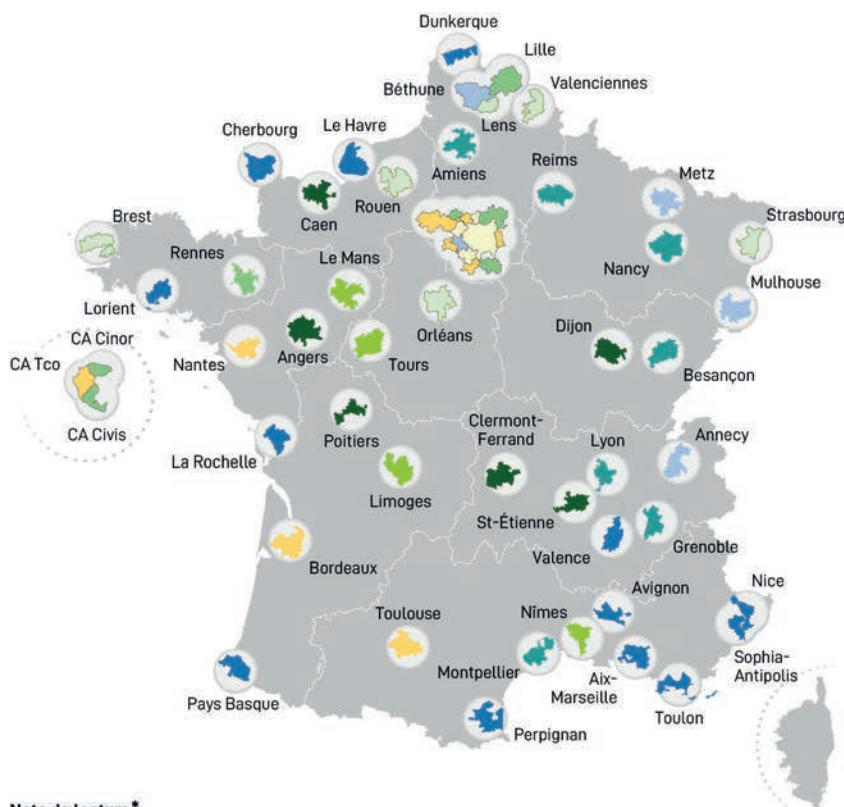 Dunkerque
Lille
Béthune
Valenciennes
Lens
Cherbourg
Le Havre
Amiens
Reims
Metz
Caen
Rouen
Strasbourg
Brest
Rennes
Le Mans
Nancy
Lorient
Orléans
Mulhouse
CA Cinor
CA Tco
Nantes
Angers
Tours
Dijon
Besançon
CA Civis
Poitiers
Clermont-
Ferrand
Lyon
Annecy
La Rochelle
Limoges
St-Étienne
Valence
Grenoble
Bordeaux
Avignon
Nice
Toulouse
Nîmes
Montpellier
Sophia-
Antipolis
Aix-
Marseille
Pays Basque
Toulon
Perpignan